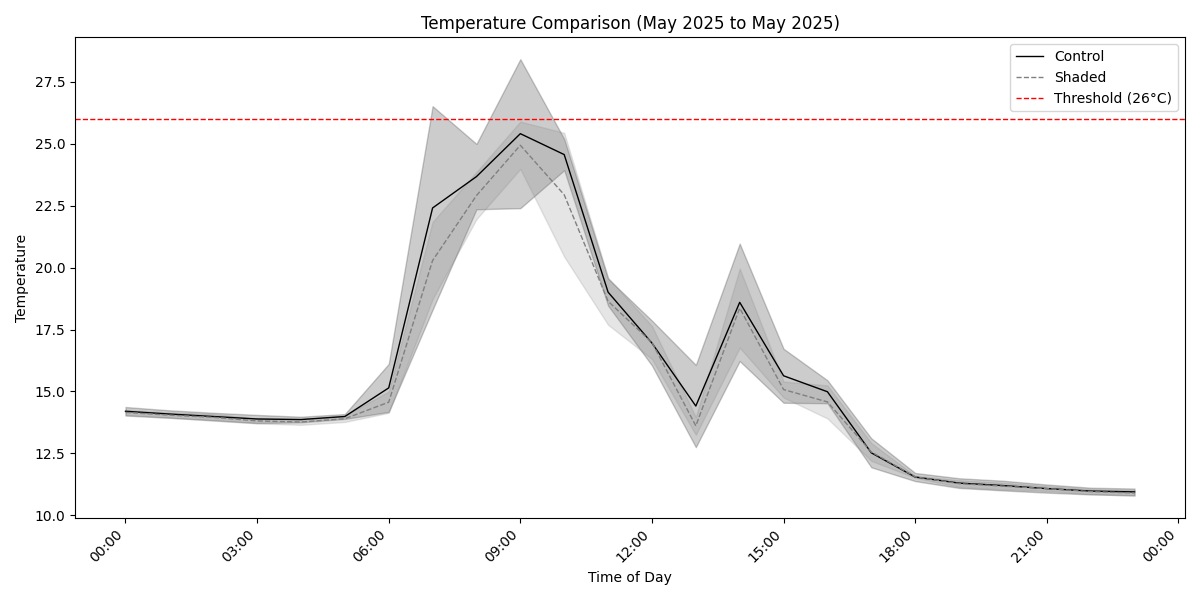 Temperature Comparison (May 2025 to May 2025)
Control
Shaded
Threshold (26°C)
27.5
25.0
22.5
20.0
17.5
15.0
12.5
10.0
Temperature
00:00
03:00
06:00
09:00
12:00
15:00
18:00
21:00
00:00
Time of Day